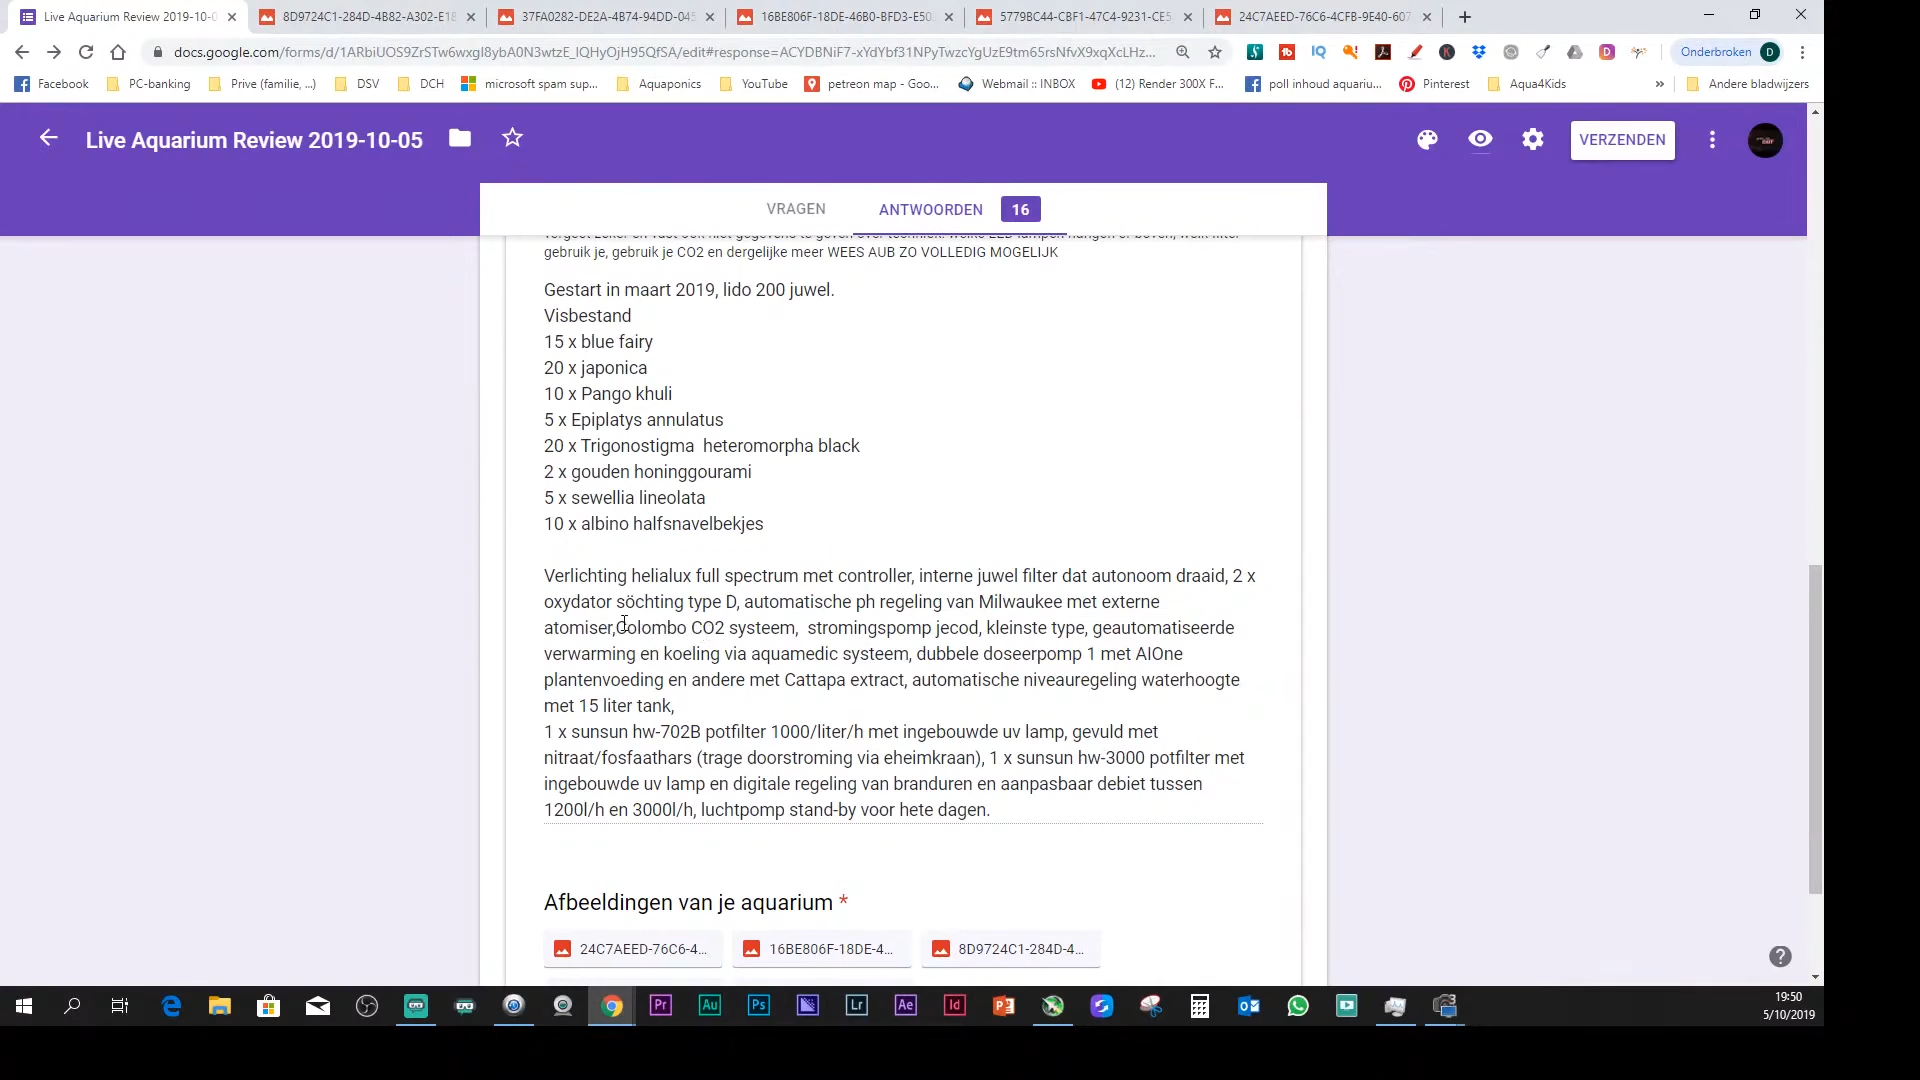 Live Aquarium Review 2019-10-0
8D9724C1-284D-4B82-A302-E18
37FA0282-DE2A-4B74-94DD-045
16BE806F-18DE-46B0-BFD3-E50
5779BC44-CBF1-47C4-9231-CE5
24C7AEED-76C6-4CFB-9E40-607
Onderbroken D
Facebook
PC-banking
Prive (familie, ...)
DSV
DCH
microsoft spam sup...
Aquaponics
YouTube
petreon map - Goo...
Webmail :: INBOX
(12) Render 300X F...
poll inhoud aquariu...
Pinterest
Aqua4Kids
»
Andere bladwijzers
Live Aquarium Review 2019-10-05
VERZENDEN
VRAGEN
ANTWOORDEN 16
gebruik je, gebruik je CO2 en dergelijke meer WEES AUB ZO VOLLEDIG MOGELIJK
Gestart in maart 2019, lido 200 juwel.
Visbestand
15 x blue fairy
20 x japonica
10 x Pango khuli
5 x Epiplatys annulatus
20 x Trigonostigma  heteromorpha black
2 x gouden honinggourami
5 x sewellia lineolata
10 x albino halfsnavelbekjes
Verlichting helialux full spectrum met controller, interne juwel filter dat autonoom draaid, 2 x
oxydator söchting type D, automatische ph regeling van Milwaukee met externe
atomiser,Colombo CO2 systeem,  stromingspomp jecod, kleinste type, geautomatiseerde
verwarming en koeling via aquamedic systeem, dubbele doseerpomp 1 met AIOne
plantenvoeding en andere met Cattapa extract, automatische niveauregeling waterhoogte
met 15 liter tank,
1 x sunsun hw-702B potfilter 1000/liter/h met ingebouwde uv lamp, gevuld met
nitraat/fosfaathars (trage doorstroming via eheimkraan), 1 x sunsun hw-3000 potfilter met
ingebouwde uv lamp en digitale regeling van branduren en aanpasbaar debiet tussen
1200l/h en 3000l/h, luchtpomp stand-by voor hete dagen.
Afbeeldingen van je aquarium *
24C7AEED-76C6-4...
16BE806F-18DE-4...
8D9724C1-284D-4...
19:50
5/10/2019